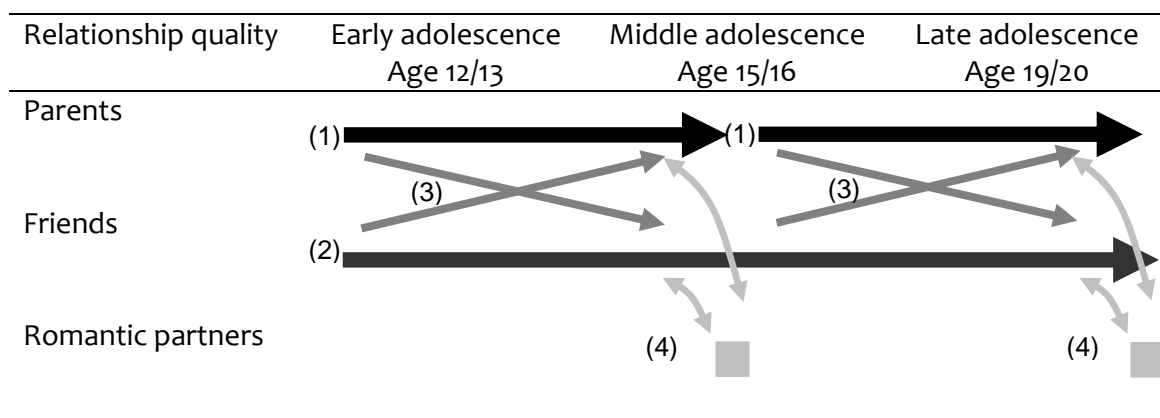 Relationship quality Early adolescence Middle adolescence Late adolescence
Age 12/13 Age 15/16 Age 19/20
Parents
(1) (1)
(3) (3)
Friends
(2)
Romantic partners
(4) (4)